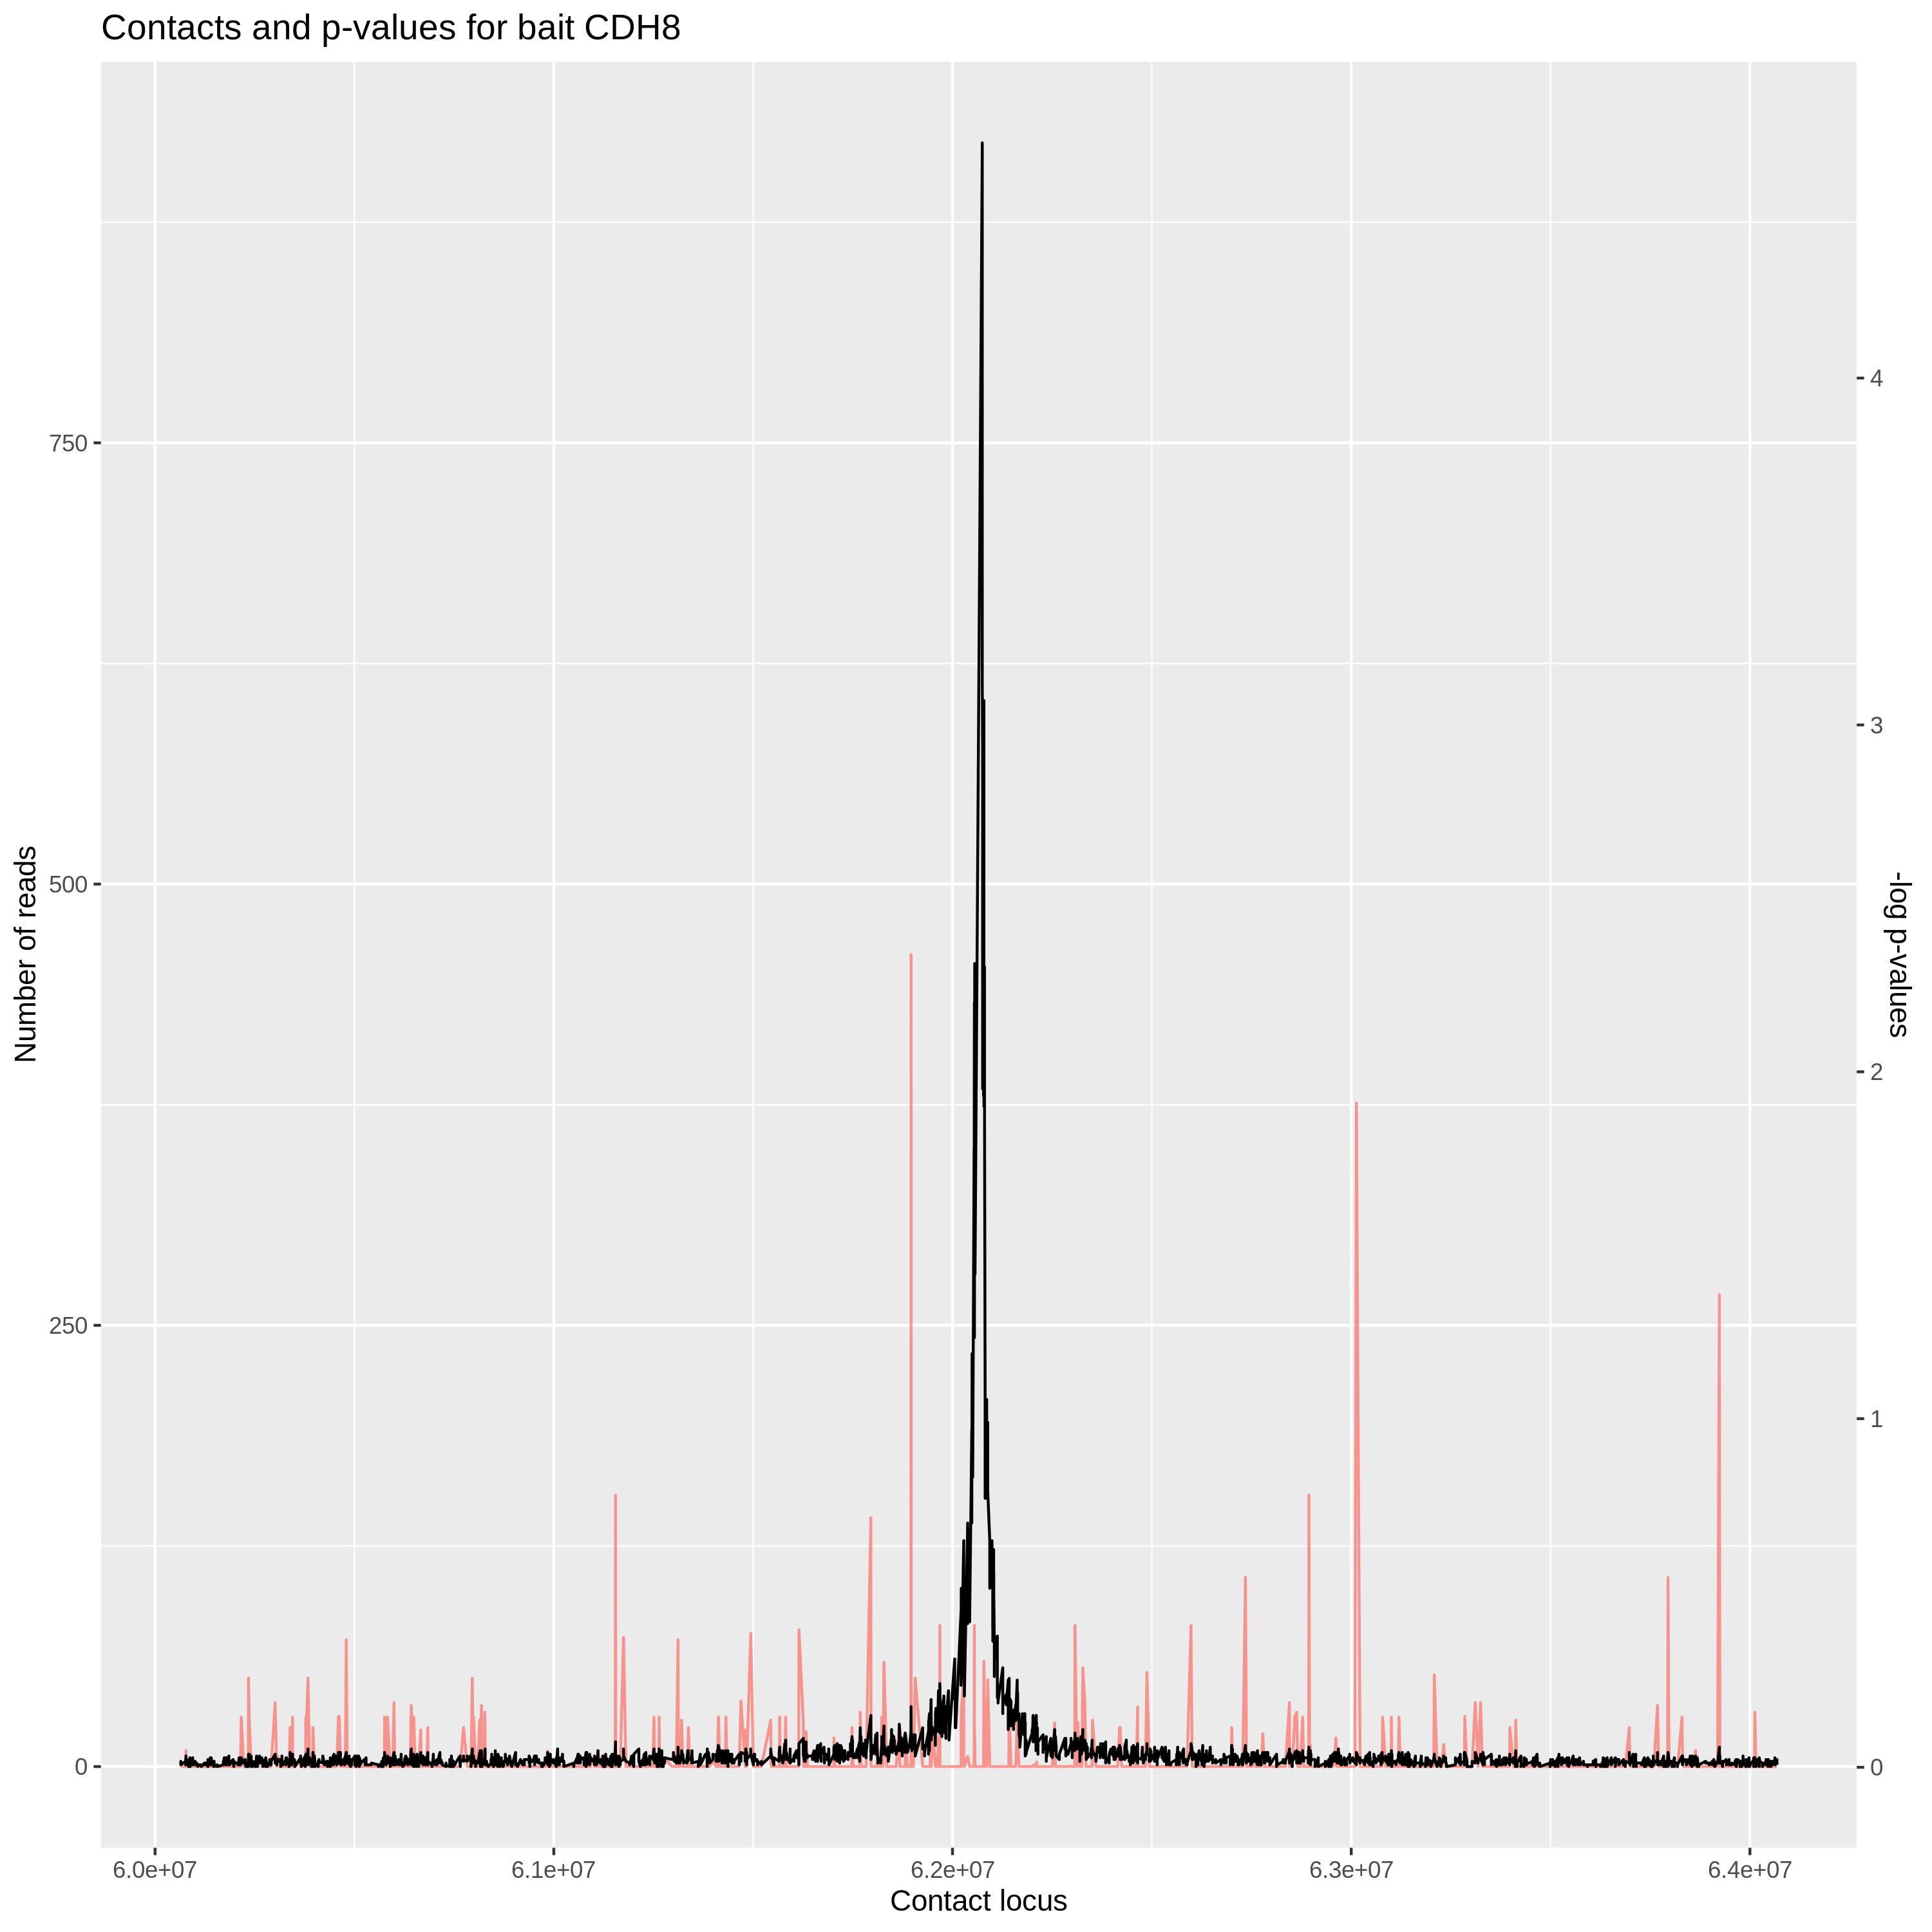 Contacts and p-values for bait CDH8
Number of reads
750
500
250
0
4
3
2
1
0
-log p-values
6.0e+07
6.1e+07
6.2e+07
6.3e+07
6.4e+07
Contact locus